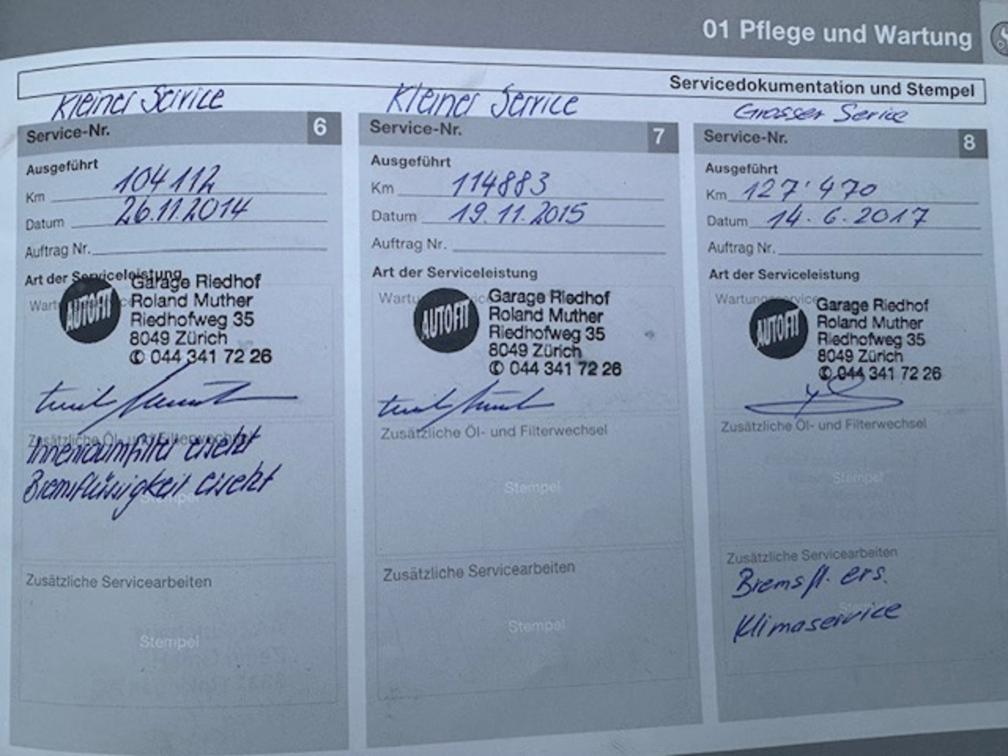 01 Pflege und Wartung
Servicedokumentation und Stempel
Kleiner Service
Service-Nr. 6
Ausgeführt
Km 104112
Datum 26.11.2014
Auftrag Nr.
Art der Serviceleistung
Wartungsservice
AUTOFIT
Garage Riedhof
Roland Muther
Riedhofweg 35
8049 Zürich
✆ 044 341 72 26
Zusätzliche Öl- und Filterwechsel
Innenraumfilter ersetzt
Bremsflüssigkeit ersetzt
Stempel
Zusätzliche Servicearbeiten
Stempel
Kleiner Service
Service-Nr. 7
Ausgeführt
Km 114883
Datum 19.11.2015
Auftrag Nr.
Art der Serviceleistung
Wartungsservice
AUTOFIT
Garage Riedhof
Roland Muther
Riedhofweg 35
8049 Zürich
✆ 044 341 72 26
Zusätzliche Öl- und Filterwechsel
Stempel
Zusätzliche Servicearbeiten
Stempel
Grosser Serice
Service-Nr. 8
Ausgeführt
Km 127'470
Datum 14.6.2017
Auftrag Nr.
Art der Serviceleistung
Wartungsservice
AUTOFIT
Garage Riedhof
Roland Muther
Riedhofweg 35
8049 Zürich
✆ 044 341 72 26
Zusätzliche Öl- und Filterwechsel
Stempel
Zusätzliche Servicearbeiten
Bremsfl. ers.
Klimaservice